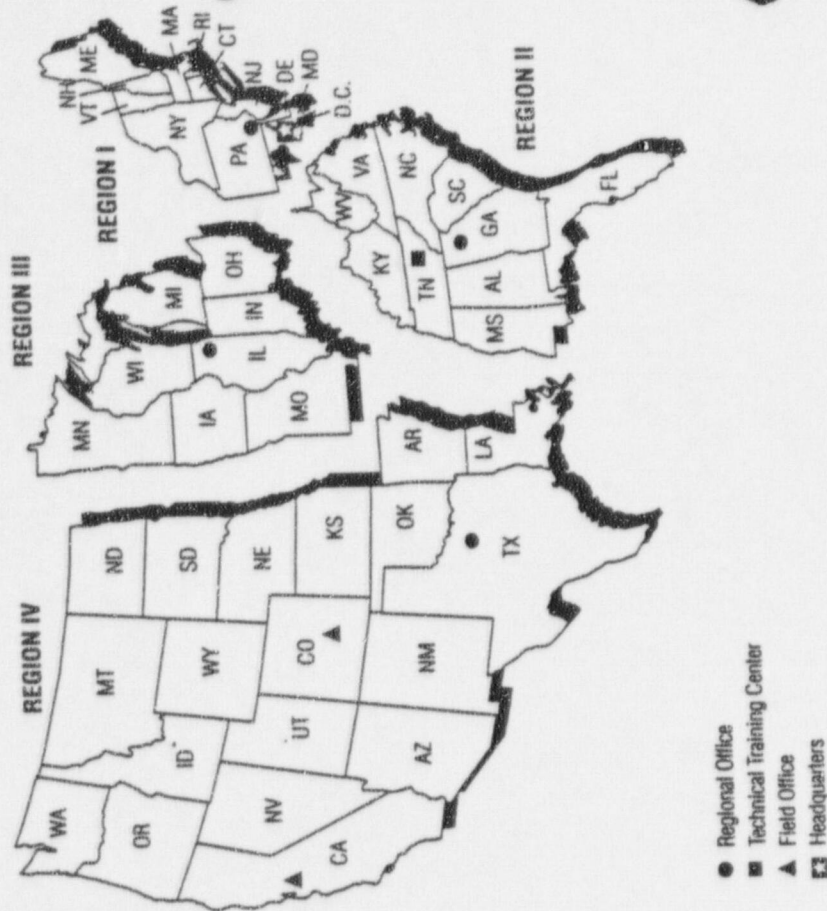 REGION IV
WA
OR
CA
NV
ID
MT
WY
UT
AZ
CO
NM
ND
SD
NE
KS
OK
TX
AR
LA
REGION III
MN
WI
IA
MO
IL
MI
IN
OH
REGION I
NH
VT
ME
MA
RI
CT
NY
NJ
PA
DE
MD
D.C.
REGION II
WV
VA
KY
NC
TN
SC
MS
AL
GA
FL
Regional Office
Technical Training Center
Field Office
Headquarters